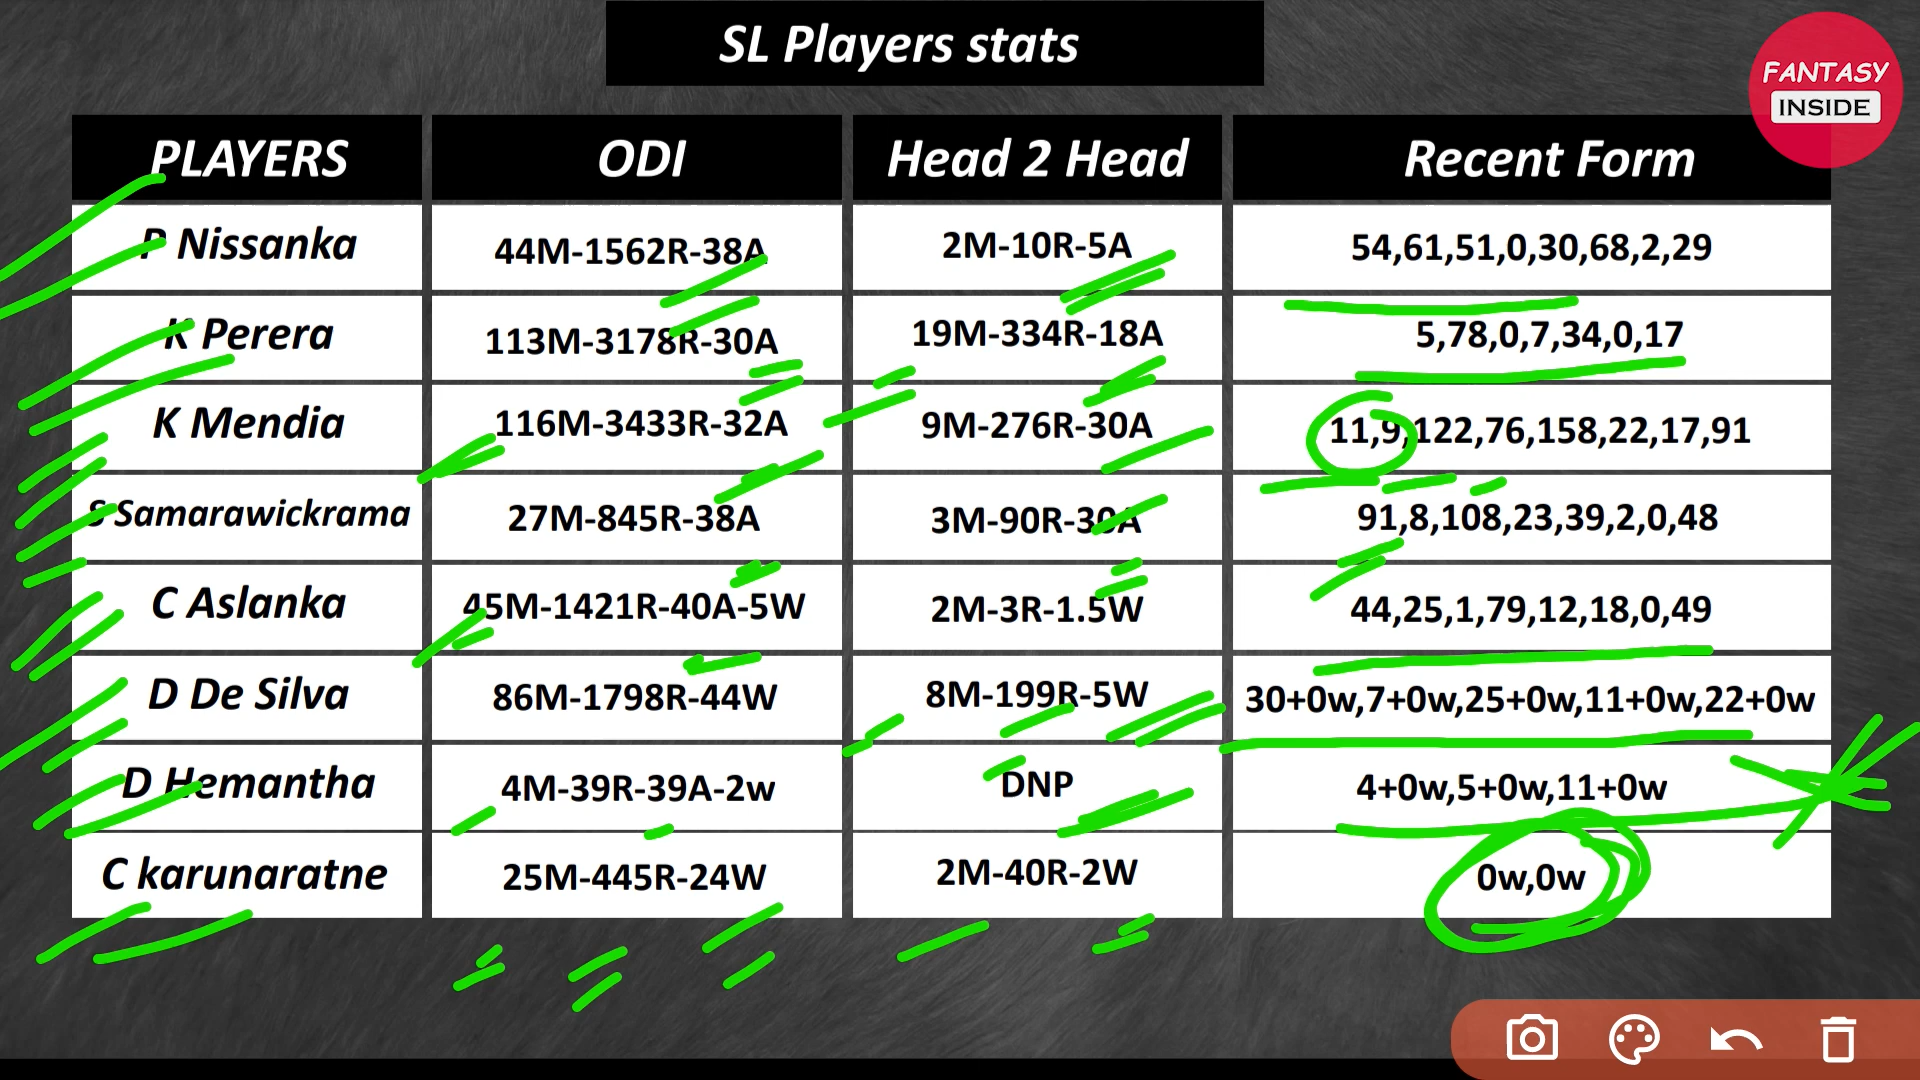 SL Players stats
FANTASY
INSIDE
PLAYERS ODI Head 2 Head Recent Form
P Nissanka 44M-1562R-38A 2M-10R-5A 54,61,51,0,30,68,2,29
K Perera 113M-3178R-30A 19M-334R-18A 5,78,0,7,34,0,17
K Mendia 116M-3433R-32A 9M-276R-30A 11,9,122,76,158,22,17,91
S Samarawickrama 27M-845R-38A 3M-90R-30A 91,8,108,23,39,2,0,48
C Aslanka 45M-1421R-40A-5W 2M-3R-1.5W 44,25,1,79,12,18,0,49
D De Silva 86M-1798R-44W 8M-199R-5W 30+0w,7+0w,25+0w,11+0w,22+0w
D Hemantha 4M-39R-39A-2w DNP 4+0w,5+0w,11+0w
C karunaratne 25M-445R-24W 2M-40R-2W 0w,0w